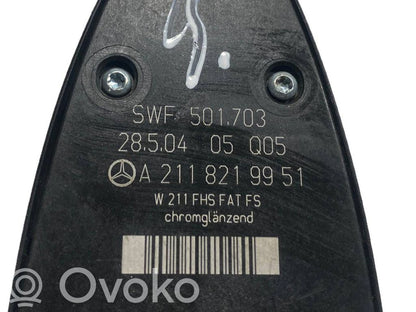 SWF 501.703
28.5.04 05 Q05
A 211 821 99 51
W 211 FHS FAT FS
chromglänzend
Ovoko